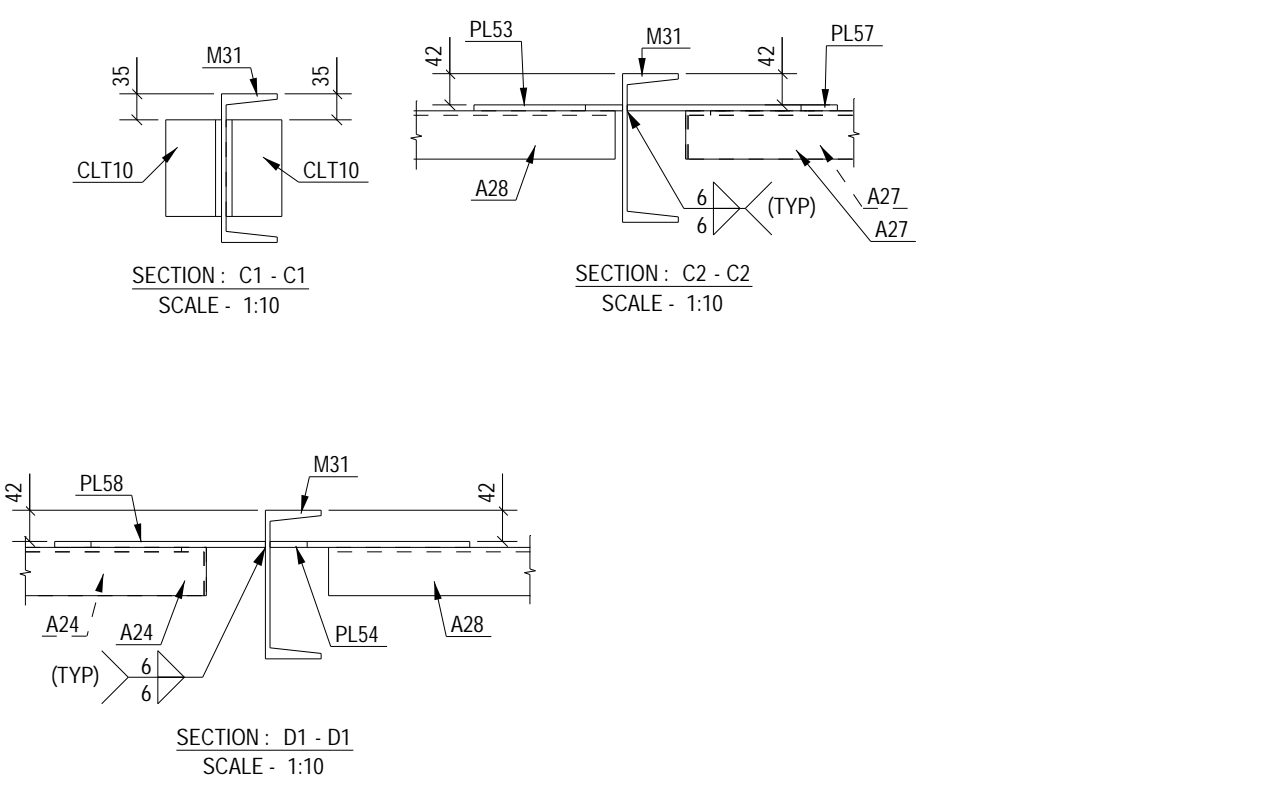 M31
35
35
CLT10
CLT10
SECTION : C1 - C1
SCALE - 1:10
PL53
M31
PL57
42
42
A28
6
6
(TYP)
A27
A27
SECTION : C2 - C2
SCALE - 1:10
M31
PL58
42
42
A24
A24
PL54
A28
(TYP)
6
6
SECTION : D1 - D1
SCALE - 1:10